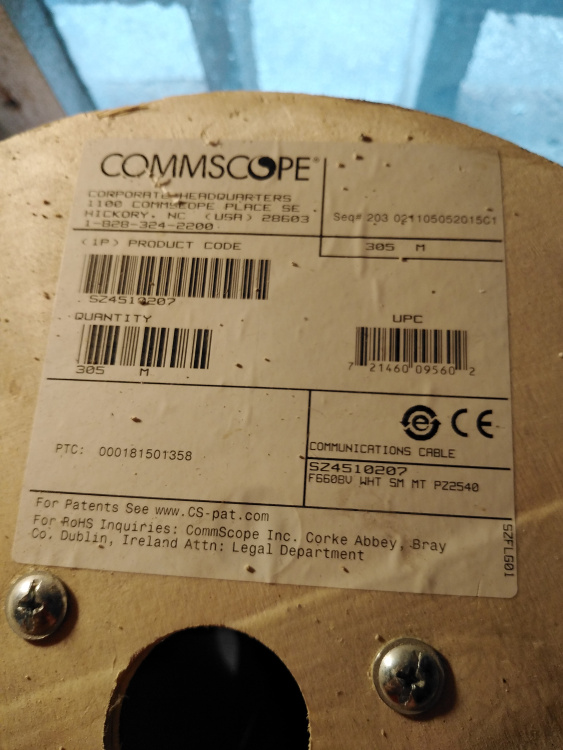 COMMSCOPE®
CORPORATE HEADQUARTERS
1100 COMMSCOPE PLACE SE
HICKORY, NC (USA) 28603
1-828-324-2200
Seq# 203 021105052015C1
305 M
(1P) PRODUCT CODE
SZ4510207
QUANTITY
305 M
UPC
7 21460 09560 2
PTC: 000181501358
e CE
COMMUNICATIONS CABLE
SZ4510207
F660BV WHT SM MT PZ2540
For Patents See www.CS-pat.com
For RoHS Inquiries: CommScope Inc. Corke Abbey, Bray
Co. Dublin, Ireland Attn: Legal Department
SZFLG01